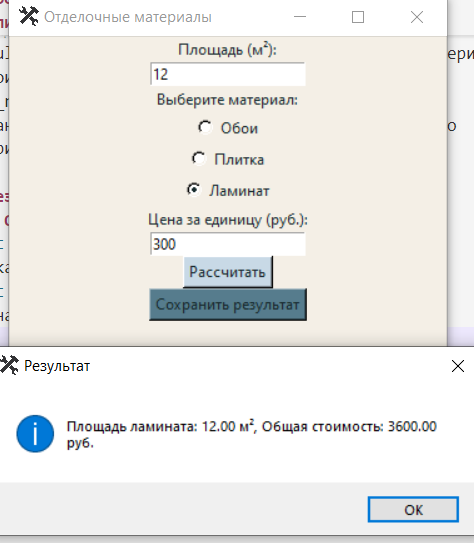 Отделочные материалы
Площадь (м²):
12
Выберите материал:
Обои
Плитка
Ламинат
Цена за единицу (руб.):
300
Рассчитать
Сохранить результат
Результат
Площадь ламината: 12.00 м², Общая стоимость: 3600.00
руб.
ОК